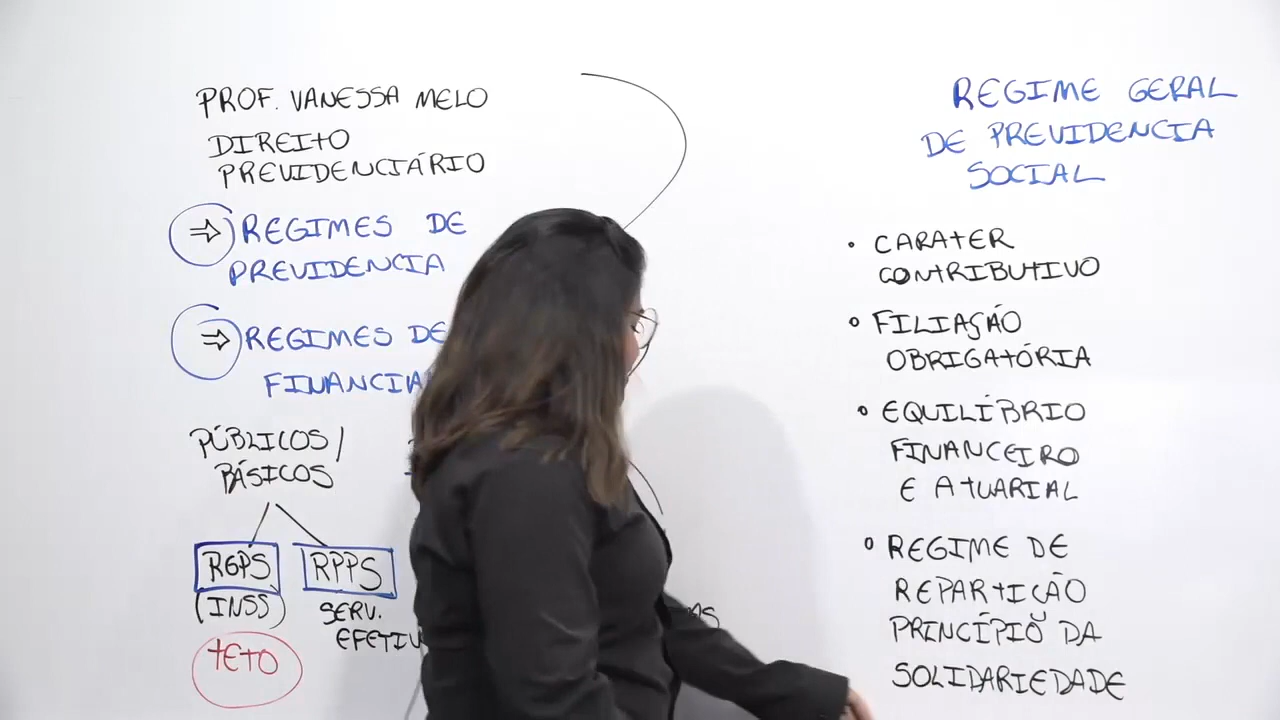 PROF. VANESSA MELO
DIREITO
PREVIDENCIÁRIO
⇒ REGIMES DE
PREVIDENCIA
⇒ REGIMES DE
PÚBLICOS/
BÁSICOS
RGPS RPPS
(INSS) SERV.
TETO
REGIME GERAL
DE PREVIDENCIA
SOCIAL
• CARATER
CONTRIBUTIVO
• FILIAÇÃO
OBRIGATÓRIA
• EQUILÍBRIO
FINANCEIRO
E ATUARIAL
• REGIME DE
REPARTIÇÃO
PRINCÍPIO DA
SOLIDARIEDADE